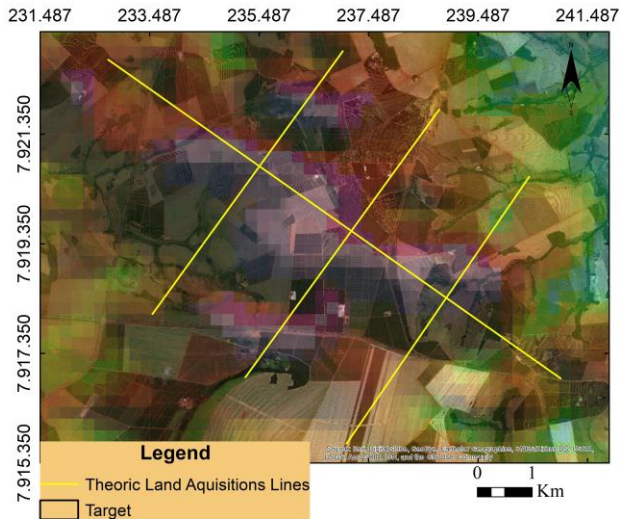 231.487 233.487 235.487 237.487 239.487 241.487
N
7.921.350
7.919.350
7.917.350
7.915.350
Legend
Theoric Land Aquisitions Lines
Target
0 1
Km